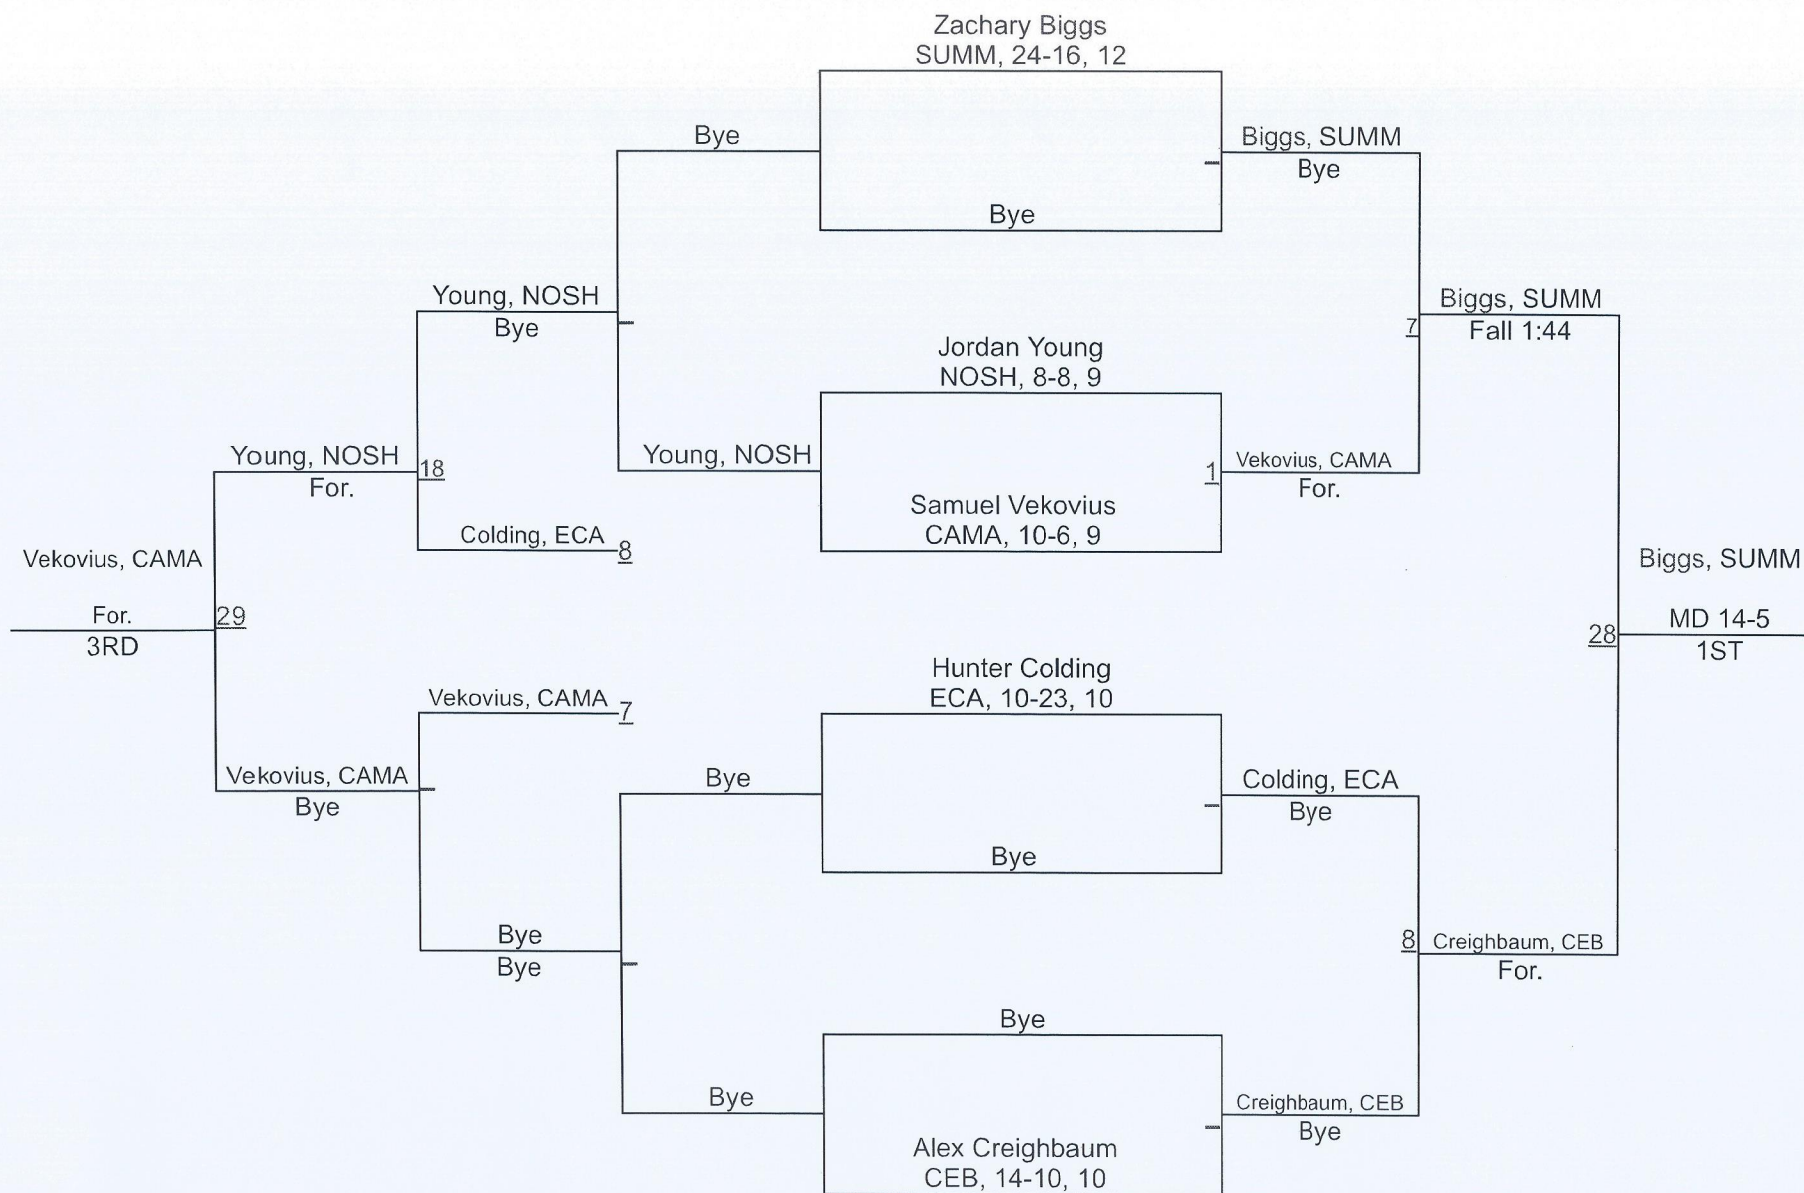 Zachary Biggs
SUMM, 24-16, 12
Bye
Biggs, SUMM
Bye
Bye
Young, NOSH
Bye
Biggs, SUMM
7
Fall 1:44
Jordan Young
NOSH, 8-8, 9
Young, NOSH
18
For.
Young, NOSH
1
Vekovius, CAMA
For.
Samuel Vekovius
CAMA, 10-6, 9
Colding, ECA
8
Vekovius, CAMA
For.
29
3RD
Biggs, SUMM
28
MD 14-5
1ST
Hunter Colding
ECA, 10-23, 10
Vekovius, CAMA
7
Vekovius, CAMA
Bye
Bye
Colding, ECA
Bye
Bye
Bye
Bye
8
Creighbaum, CEB
For.
Bye
Bye
Creighbaum, CEB
Bye
Alex Creighbaum
CEB, 14-10, 10